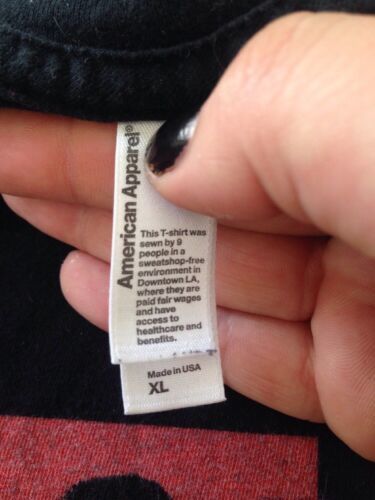 American Apparel®
This T-shirt was
sewn by 9
people in a
sweatshop-free
environment in
Downtown LA,
where they are
paid fair wages
and have
access to
healthcare and
benefits.
Made in USA
XL